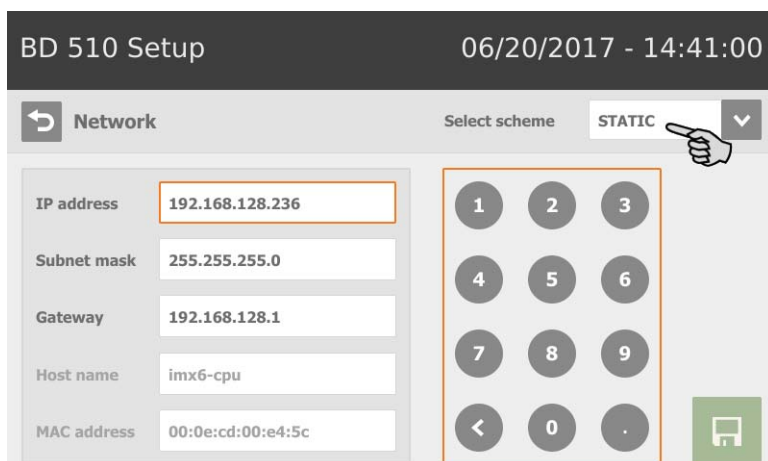 BD 510 Setup 06/20/2017 - 14:41:00
Network Select scheme STATIC
IP address 192.168.128.236
Subnet mask 255.255.255.0
Gateway 192.168.128.1
Host name imx6-cpu
MAC address 00:0e:cd:00:e4:5c
1 2 3
4 5 6
7 8 9
< 0 .